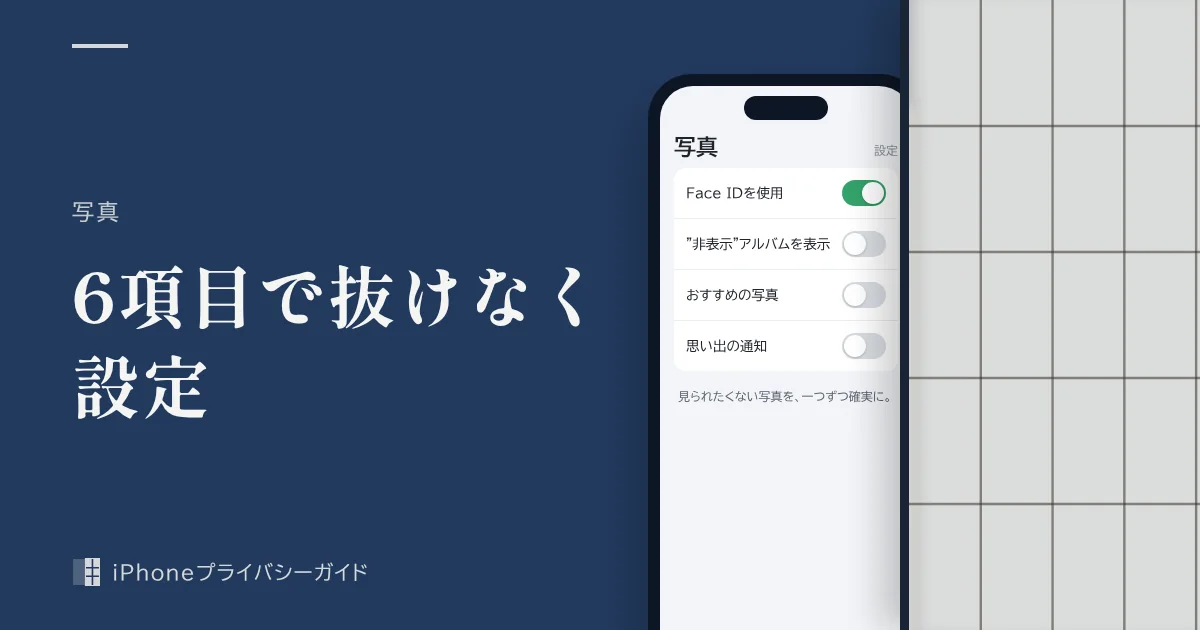 写真
6項目で抜けなく
設定
iPhoneプライバシーガイド
写真
設定
Face IDを使用
”非表示”アルバムを表示
おすすめの写真
思い出の通知
見られたくない写真を、一つずつ確実に。